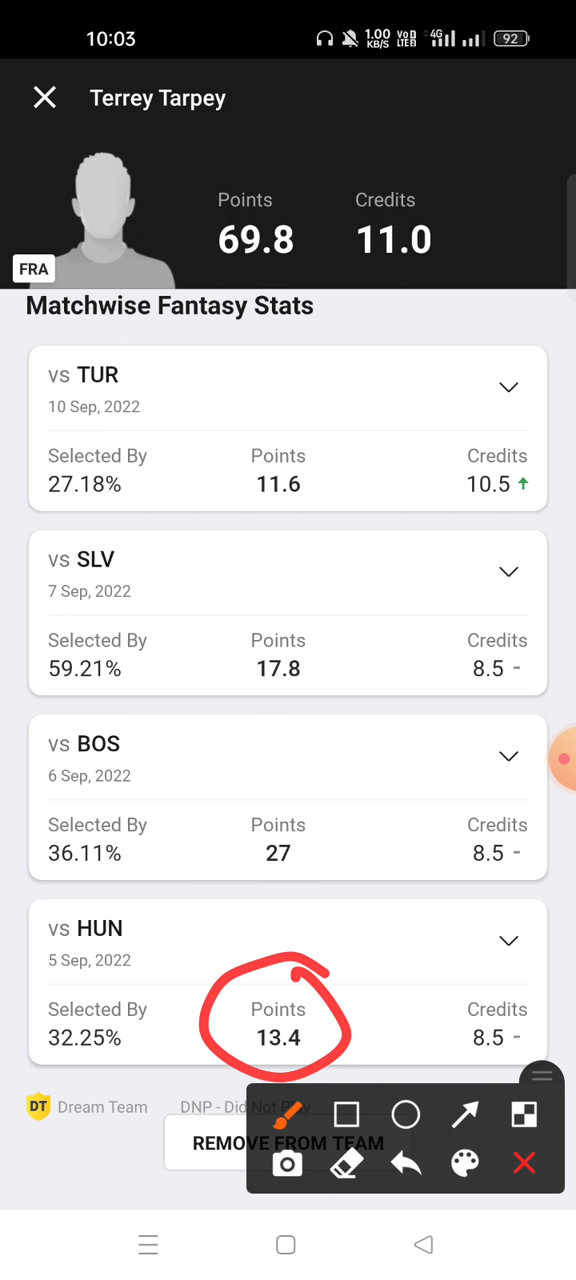 10:03 1.00 KB/S VoD LTE 4G 92
Terrey Tarpey
Points Credits
69.8 11.0
FRA
Matchwise Fantasy Stats
vs TUR
10 Sep, 2022
Selected By Points Credits
27.18% 11.6 10.5
vs SLV
7 Sep, 2022
Selected By Points Credits
59.21% 17.8 8.5 -
vs BOS
6 Sep, 2022
Selected By Points Credits
36.11% 27 8.5 -
vs HUN
5 Sep, 2022
Selected By Points Credits
32.25% 13.4 8.5 -
DT Dream Team DNP - Did Not Play
REMOVE FROM TEAM